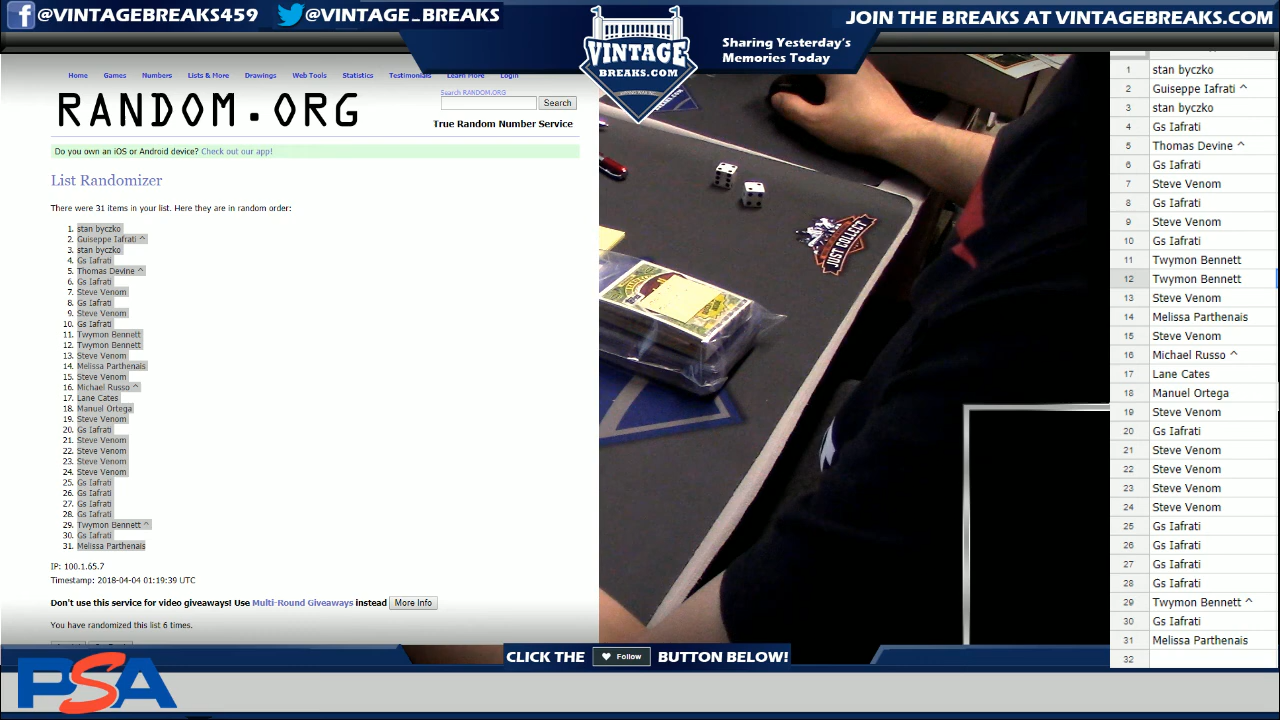 @VINTAGEBREAKS459
@VINTAGE_BREAKS
VINTAGE
BREAKS.COM
Sharing Yesterday's
Memories Today
JOIN THE BREAKS AT VINTAGEBREAKS.COM
Home Games Numbers Lists & More Drawings Web Tools Statistics Testimonials Learn More Login
Search RANDOM.ORG
Search
RANDOM.ORG
True Random Number Service
Do you own an iOS or Android device? Check out our app!
List Randomizer
There were 31 items in your list. Here they are in random order:
1. stan byczko
2. Guiseppe Iafrati ^
3. stan byczko
4. Gs Iafrati
5. Thomas Devine ^
6. Gs Iafrati
7. Steve Venom
8. Gs Iafrati
9. Steve Venom
10. Gs Iafrati
11. Twymon Bennett
12. Twymon Bennett
13. Steve Venom
14. Melissa Parthenais
15. Steve Venom
16. Michael Russo ^
17. Lane Cates
18. Manuel Ortega
19. Steve Venom
20. Gs Iafrati
21. Steve Venom
22. Steve Venom
23. Steve Venom
24. Steve Venom
25. Gs Iafrati
26. Gs Iafrati
27. Gs Iafrati
28. Gs Iafrati
29. Twymon Bennett ^
30. Gs Iafrati
31. Melissa Parthenais
IP: 100.1.65.7
Timestamp: 2018-04-04 01:19:39 UTC
Don't use this service for video giveaways! Use Multi-Round Giveaways instead More Info
You have randomized this list 6 times.
JUST COLLECT
1 stan byczko
2 Guiseppe Iafrati ^
3 stan byczko
4 Gs Iafrati
5 Thomas Devine ^
6 Gs Iafrati
7 Steve Venom
8 Gs Iafrati
9 Steve Venom
10 Gs Iafrati
11 Twymon Bennett
12 Twymon Bennett
13 Steve Venom
14 Melissa Parthenais
15 Steve Venom
16 Michael Russo ^
17 Lane Cates
18 Manuel Ortega
19 Steve Venom
20 Gs Iafrati
21 Steve Venom
22 Steve Venom
23 Steve Venom
24 Steve Venom
25 Gs Iafrati
26 Gs Iafrati
27 Gs Iafrati
28 Gs Iafrati
29 Twymon Bennett ^
30 Gs Iafrati
31 Melissa Parthenais
32
CLICK THE Follow BUTTON BELOW!
PSA